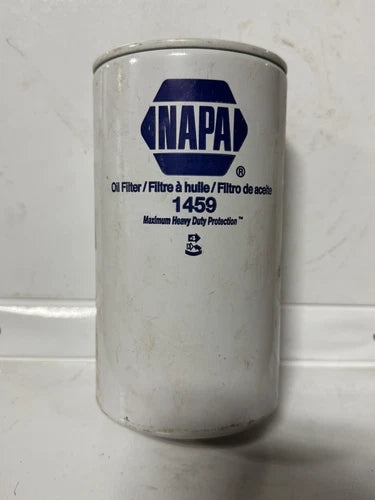 NAPA
®
Oil Filter / Filtre à huile / Filtro de aceite
1459
Maximum Heavy Duty Protection™